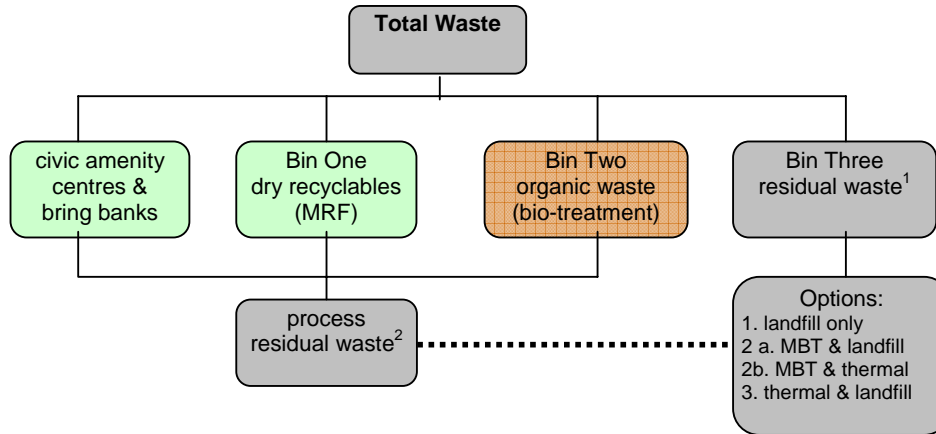 Total Waste
civic amenity
centres &
bring banks
Bin One
dry recyclables
(MRF)
Bin Two
organic waste
(bio-treatment)
Bin Three
residual waste¹
process
residual waste²
Options:
1. landfill only
2 a. MBT & landfill
2b. MBT & thermal
3. thermal & landfill